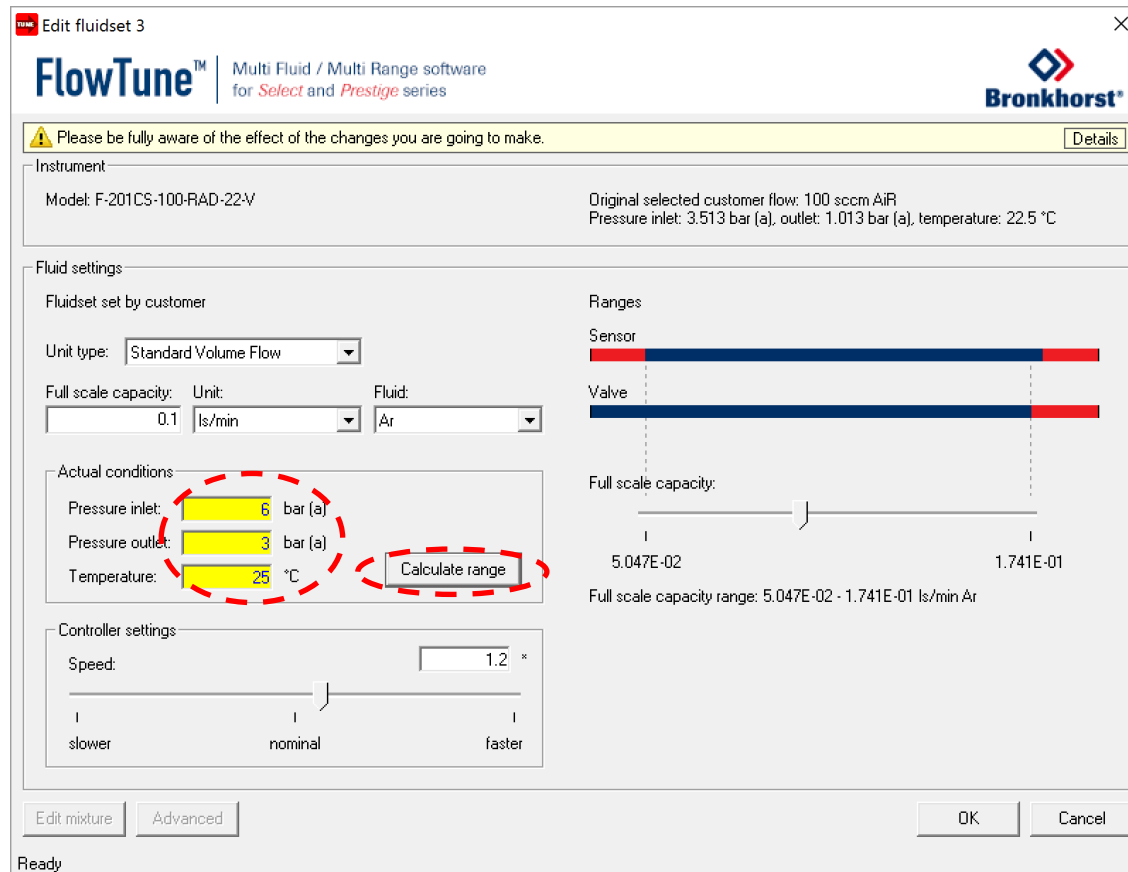 TUNE Edit fluidset 3
FlowTune™
Multi Fluid / Multi Range software
for Select and Prestige series
Bronkhorst®
Please be fully aware of the effect of the changes you are going to make.
Details
Instrument
Model: F-201CS-100-RAD-22-V
Original selected customer flow: 100 sccm AiR
Pressure inlet: 3.513 bar (a), outlet: 1.013 bar (a), temperature: 22.5 °C
Fluid settings
Fluidset set by customer
Unit type: Standard Volume Flow
Full scale capacity: Unit: Fluid:
0.1 ls/min Ar
Actual conditions
Pressure inlet: 6 bar (a)
Pressure outlet: 3 bar (a)
Temperature: 25 °C
Calculate range
Controller settings
Speed: 1.2 *
slower nominal faster
Ranges
Sensor
Valve
Full scale capacity:
5.047E-02 1.741E-01
Full scale capacity range: 5.047E-02 - 1.741E-01 ls/min Ar
Edit mixture Advanced OK Cancel
Ready